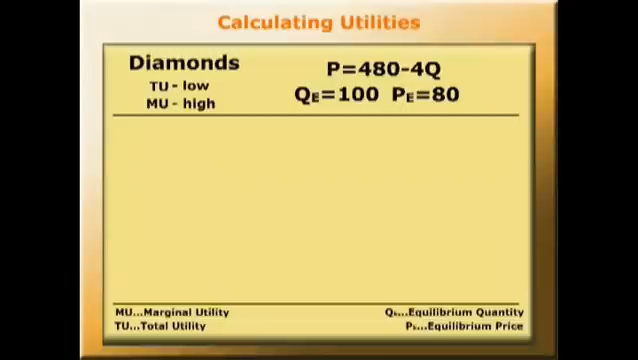 Calculating Utilities
Diamonds
TU - low
MU - high
P=480-4Q
QE=100 PE=80
MU...Marginal Utility
TU...Total Utility
QE...Equilibrium Quantity
PE...Equilibrium Price